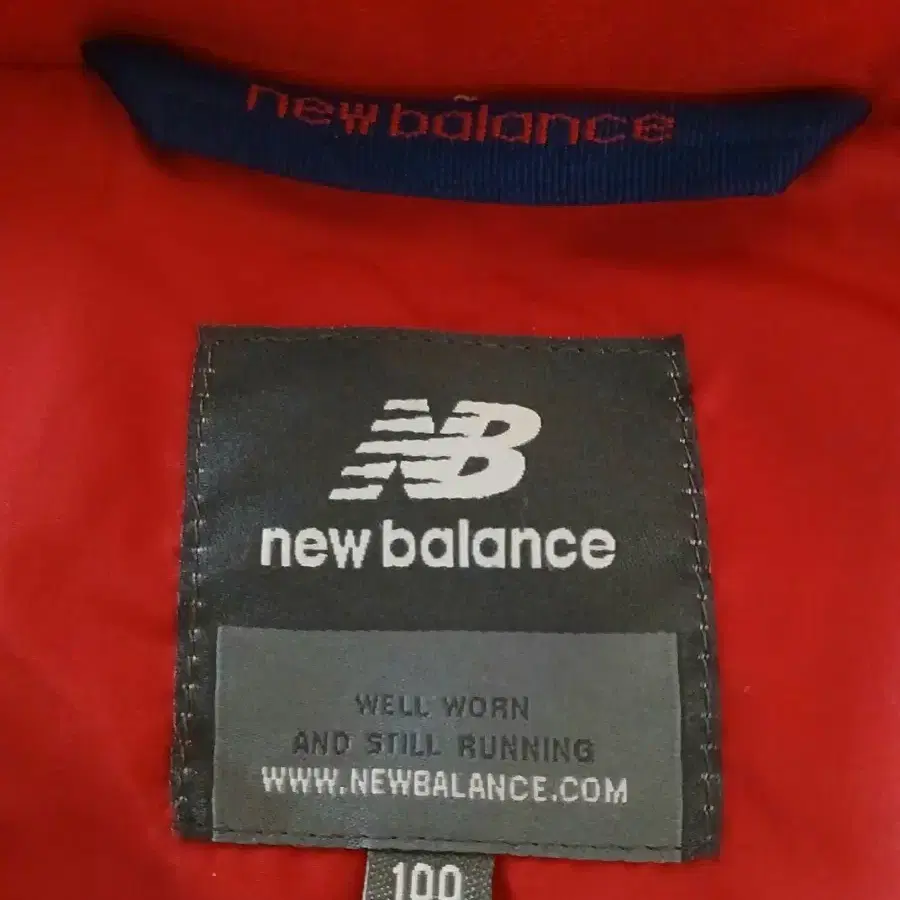 new balance
NB
new balance
WELL WORN
AND STILL RUNNING
WWW.NEWBALANCE.COM
100